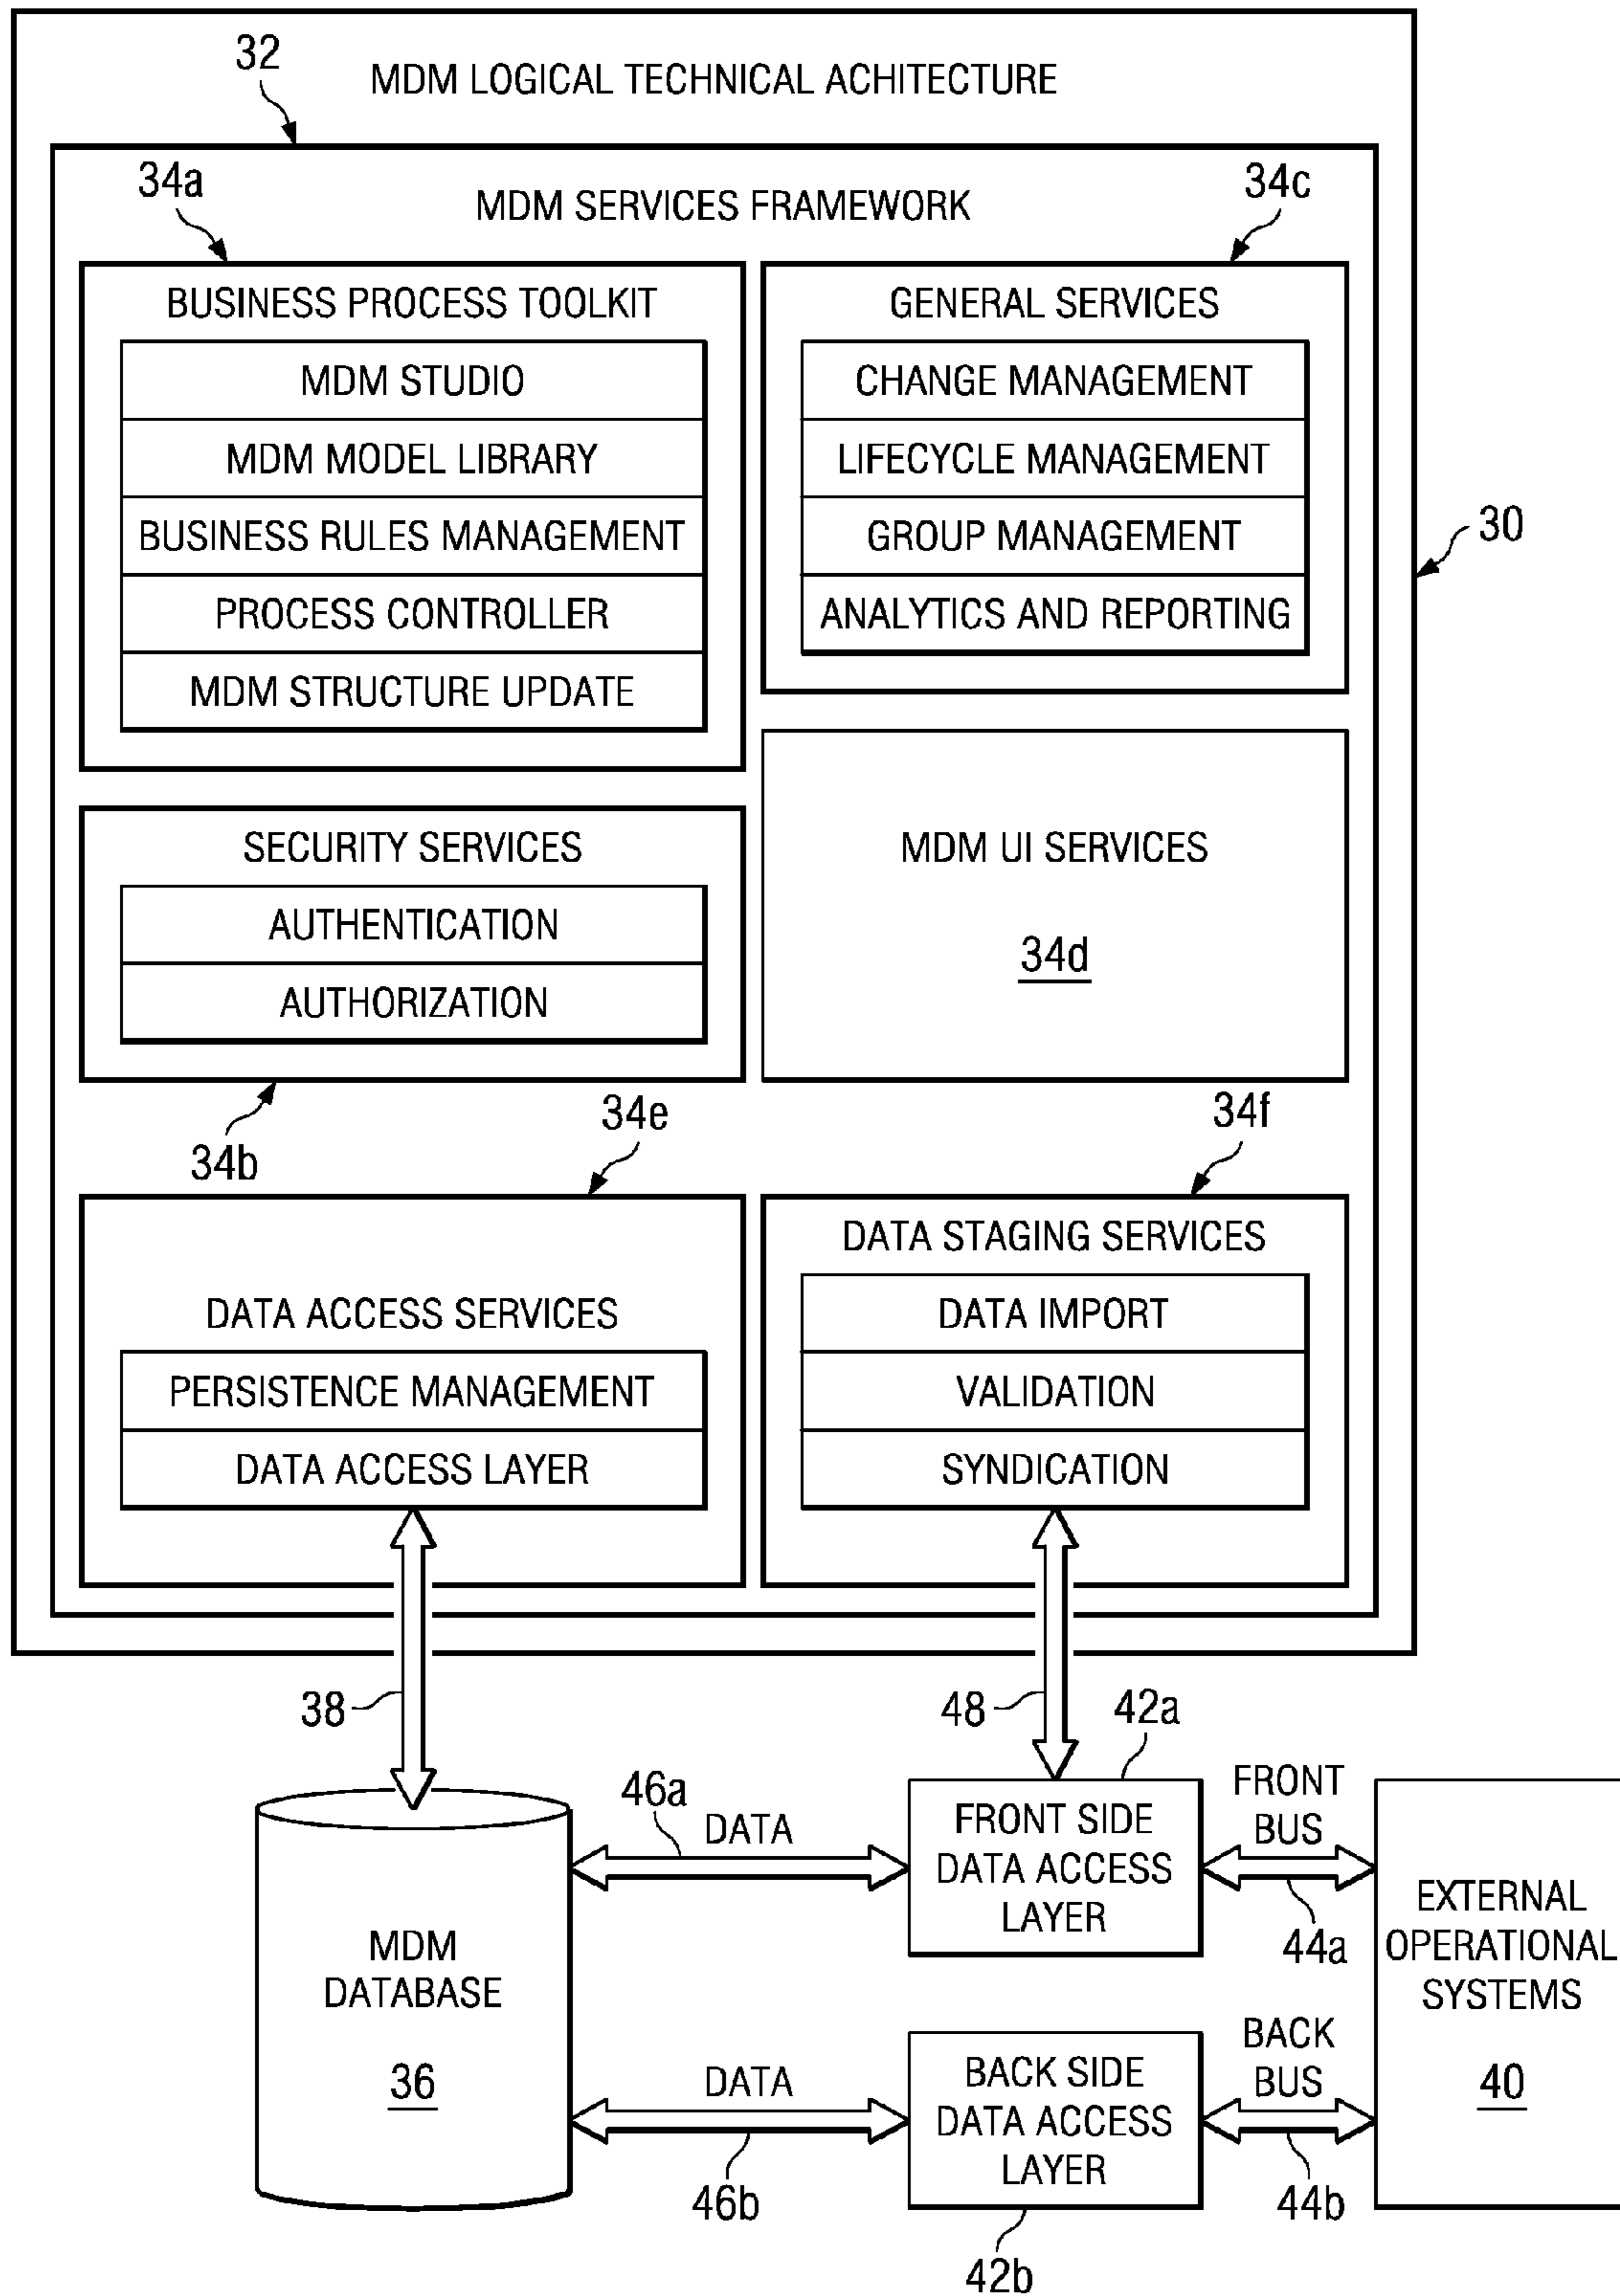 32
MDM LOGICAL TECHNICAL ACHITECTURE
34a
MDM SERVICES FRAMEWORK
34c
BUSINESS PROCESS TOOLKIT
MDM STUDIO
MDM MODEL LIBRARY
BUSINESS RULES MANAGEMENT
PROCESS CONTROLLER
MDM STRUCTURE UPDATE
GENERAL SERVICES
CHANGE MANAGEMENT
LIFECYCLE MANAGEMENT
GROUP MANAGEMENT
ANALYTICS AND REPORTING
30
SECURITY SERVICES
AUTHENTICATION
AUTHORIZATION
MDM UI SERVICES
34d
34b
34e
34f
DATA ACCESS SERVICES
PERSISTENCE MANAGEMENT
DATA ACCESS LAYER
DATA STAGING SERVICES
DATA IMPORT
VALIDATION
SYNDICATION
38
48
42a
46a
DATA
FRONT SIDE
DATA ACCESS
LAYER
FRONT
BUS
44a
MDM
DATABASE
36
EXTERNAL
OPERATIONAL
SYSTEMS
40
DATA
46b
BACK SIDE
DATA ACCESS
LAYER
42b
BACK
BUS
44b